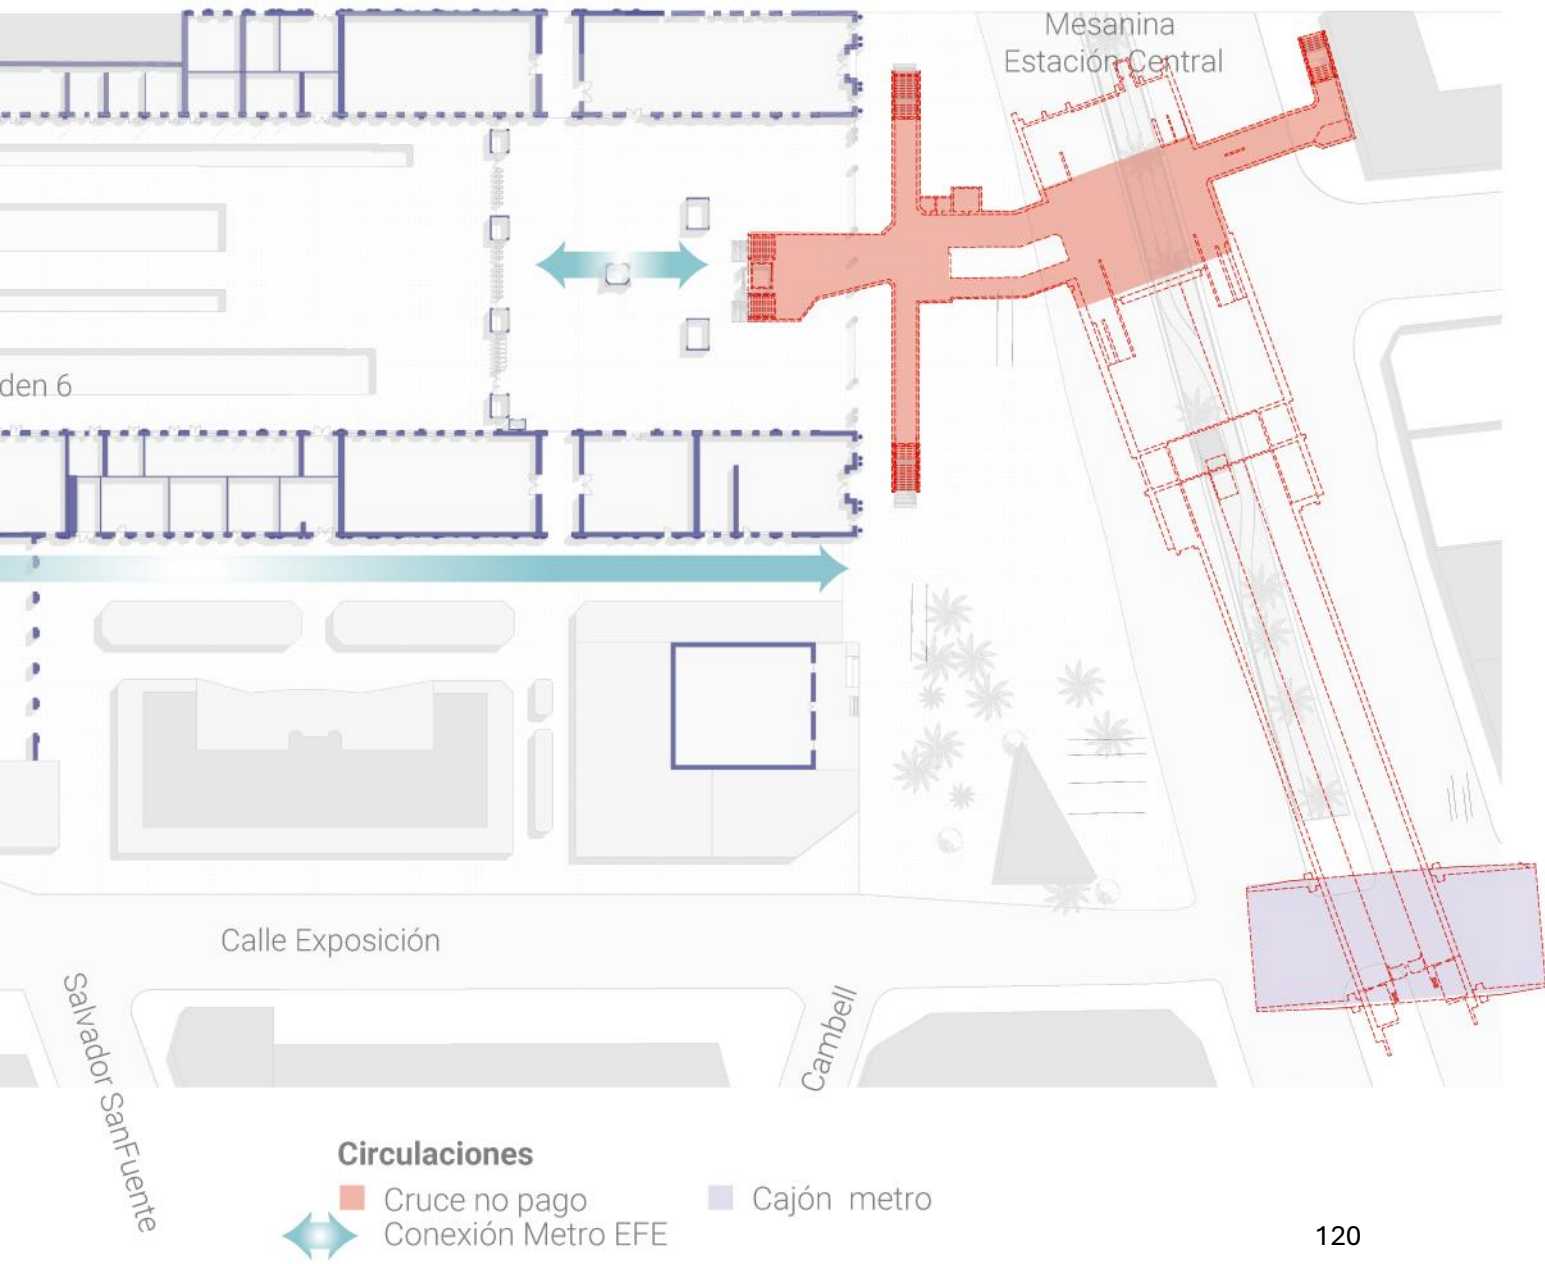 Mesanina
Estación Central
den 6
Calle Exposición
Salvador SanFuente
Cambell
Circulaciones
Cruce no pago
Cajón metro
Conexión Metro EFE
120